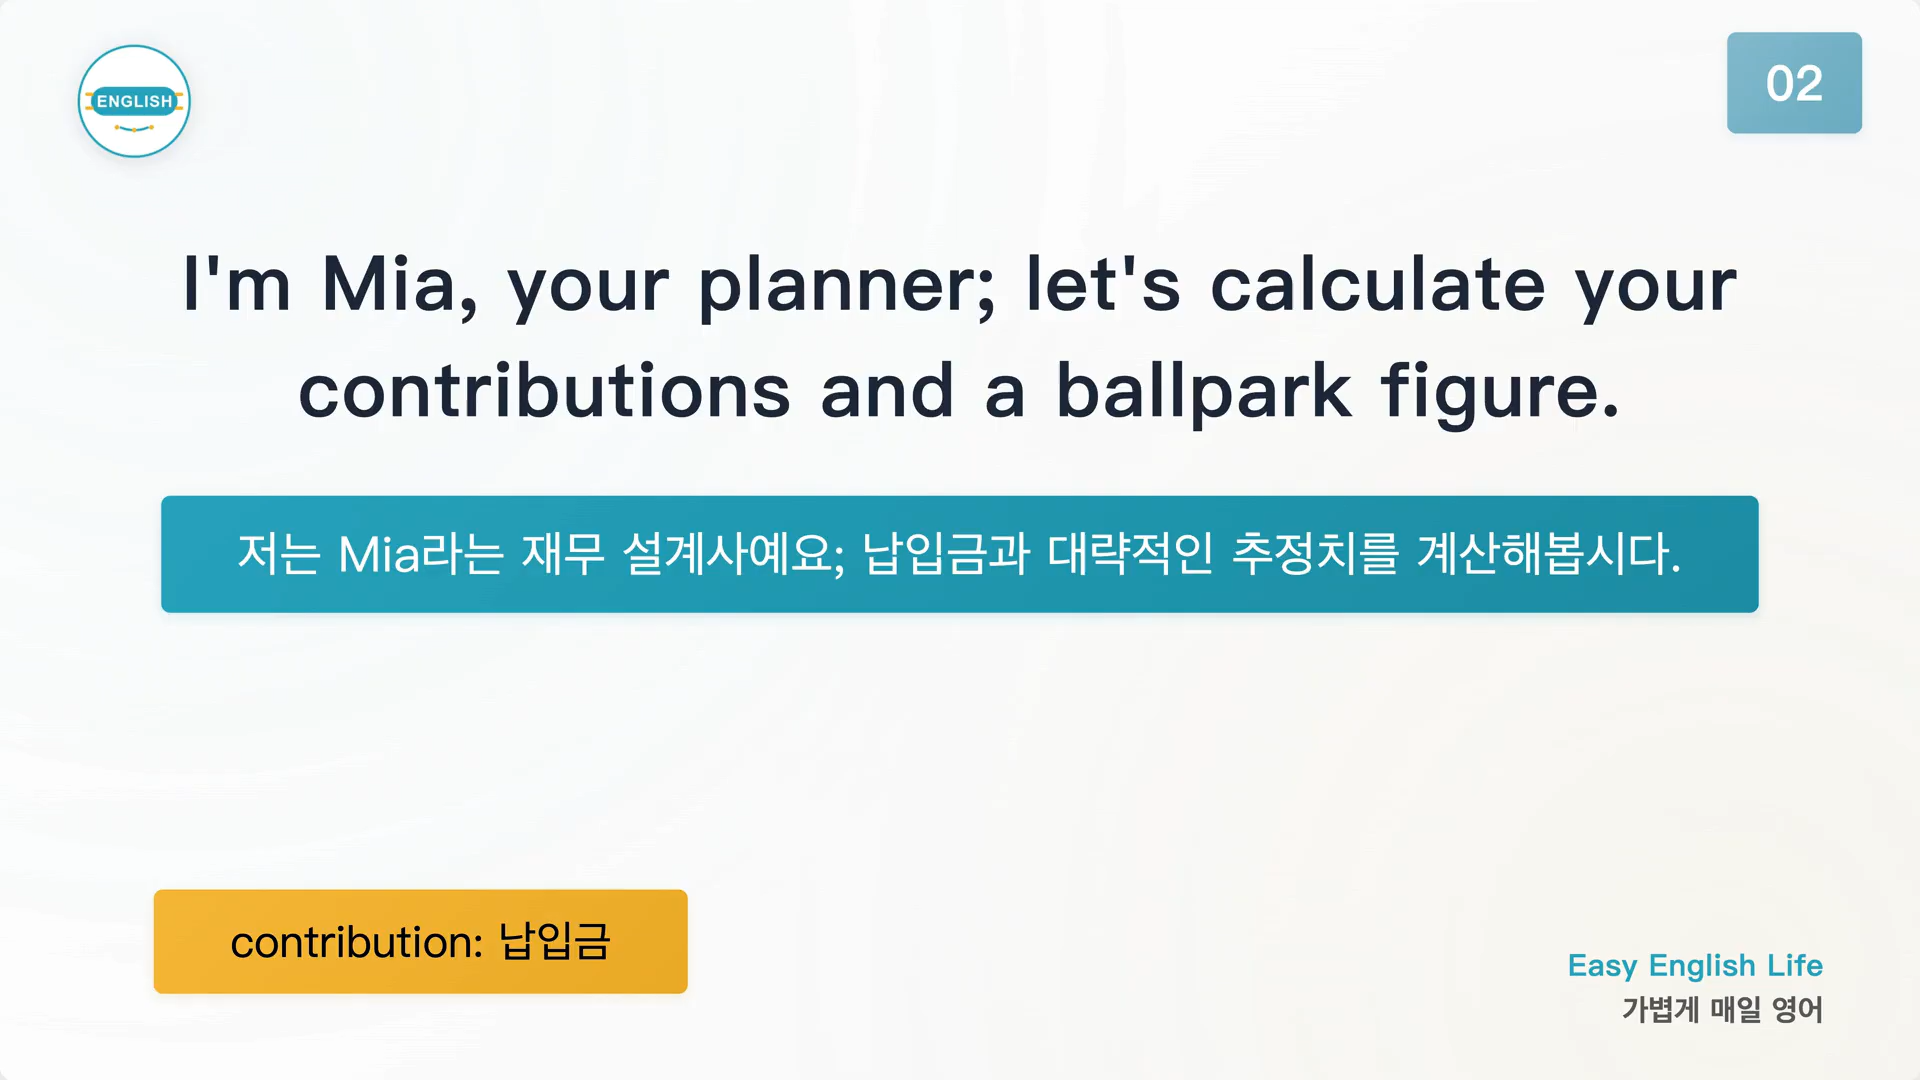 ENGLISH
02
I'm Mia, your planner; let's calculate your
contributions and a ballpark figure.
저는 Mia라는 재무 설계사예요; 납입금과 대략적인 추정치를 계산해봅시다.
contribution: 납입금
Easy English Life
가볍게 매일 영어